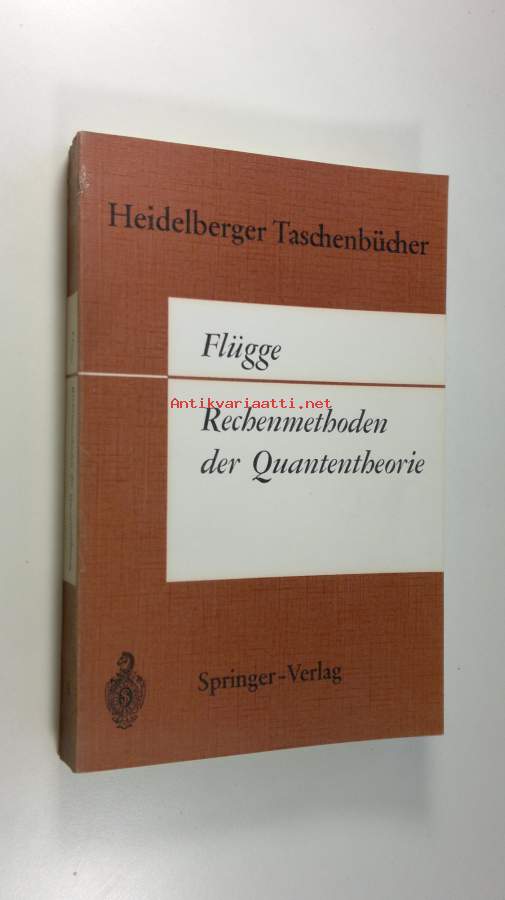 Heidelberger Taschenbücher
Flügge
Antikvariaatti.net
Rechenmethoden
der Quantentheorie
Springer-Verlag